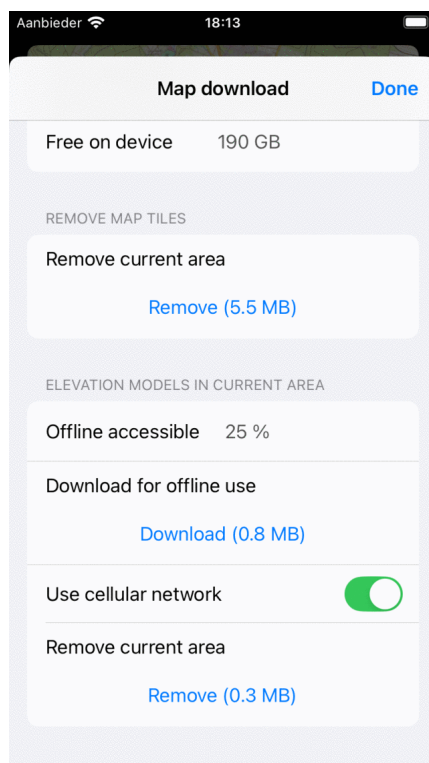 Aanbieder 18:13
Map download Done
Free on device 190 GB
REMOVE MAP TILES
Remove current area
Remove (5.5 MB)
ELEVATION MODELS IN CURRENT AREA
Offline accessible 25 %
Download for offline use
Download (0.8 MB)
Use cellular network
Remove current area
Remove (0.3 MB)